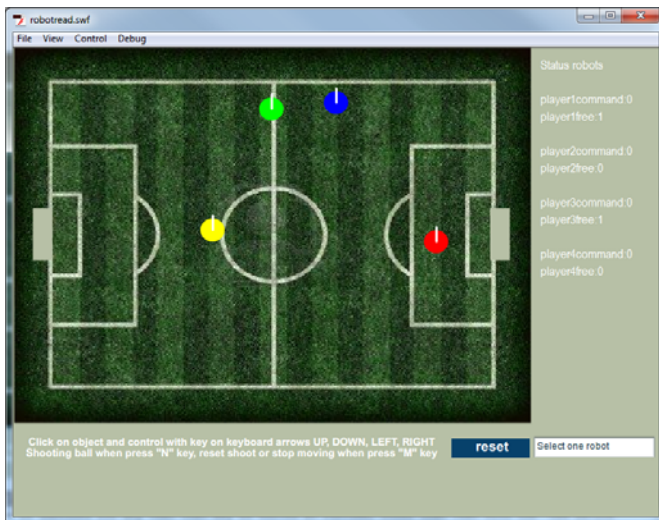 robotread.swf
File View Control Debug
Status robots
player1command:0
player1free:1
player2command:0
player2free:0
player3command:0
player3free:1
player4command:0
player4free:0
Click on object and control with key on keyboard arrows UP, DOWN, LEFT, RIGHT
Shooting ball when press "N" key, reset shoot or stop moving when press "M" key
reset
Select one robot